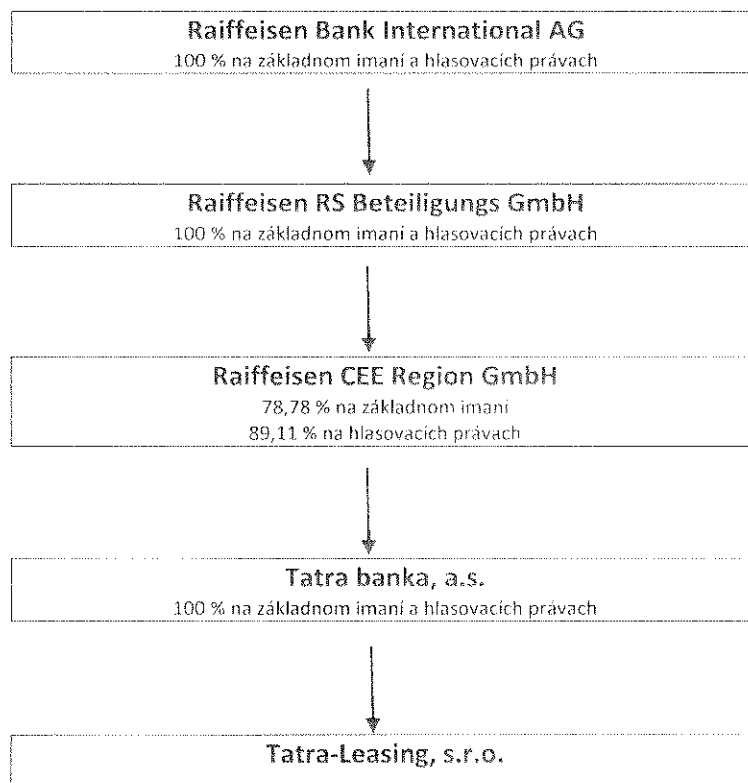 Raiffeisen Bank International AG
100 % na základnom imaní a hlasovacích právach
Raiffeisen RS Beteiligungs GmbH
100 % na základnom imaní a hlasovacích právach
Raiffeisen CEE Region GmbH
78,78 % na základnom imaní
89,11 % na hlasovacích právach
Tatra banka, a.s.
100 % na základnom imaní a hlasovacích právach
Tatra-Leasing, s.r.o.